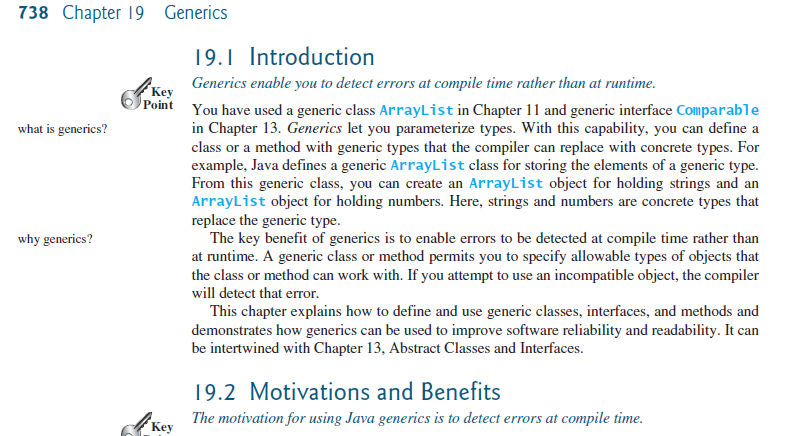 738 Chapter 19 Generics
19.1 Introduction
Key
Point
Generics enable you to detect errors at compile time rather than at runtime.
what is generics?
You have used a generic class ArrayList in Chapter 11 and generic interface Comparable
in Chapter 13. Generics let you parameterize types. With this capability, you can define a
class or a method with generic types that the compiler can replace with concrete types. For
example, Java defines a generic ArrayList class for storing the elements of a generic type.
From this generic class, you can create an ArrayList object for holding strings and an
ArrayList object for holding numbers. Here, strings and numbers are concrete types that
replace the generic type.
why generics?
The key benefit of generics is to enable errors to be detected at compile time rather than
at runtime. A generic class or method permits you to specify allowable types of objects that
the class or method can work with. If you attempt to use an incompatible object, the compiler
will detect that error.
This chapter explains how to define and use generic classes, interfaces, and methods and
demonstrates how generics can be used to improve software reliability and readability. It can
be intertwined with Chapter 13, Abstract Classes and Interfaces.
19.2 Motivations and Benefits
Key
The motivation for using Java generics is to detect errors at compile time.